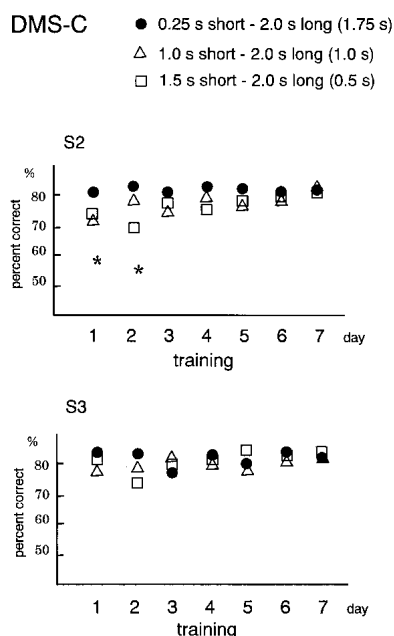 DMS-C
● 0.25 s short - 2.0 s long (1.75 s)
△ 1.0 s short - 2.0 s long (1.0 s)
□ 1.5 s short - 2.0 s long (0.5 s)
S2
%
percent correct
80
70
60
50
* *
1 2 3 4 5 6 7 day
training
S3
%
percent correct
80
70
60
50
1 2 3 4 5 6 7 day
training